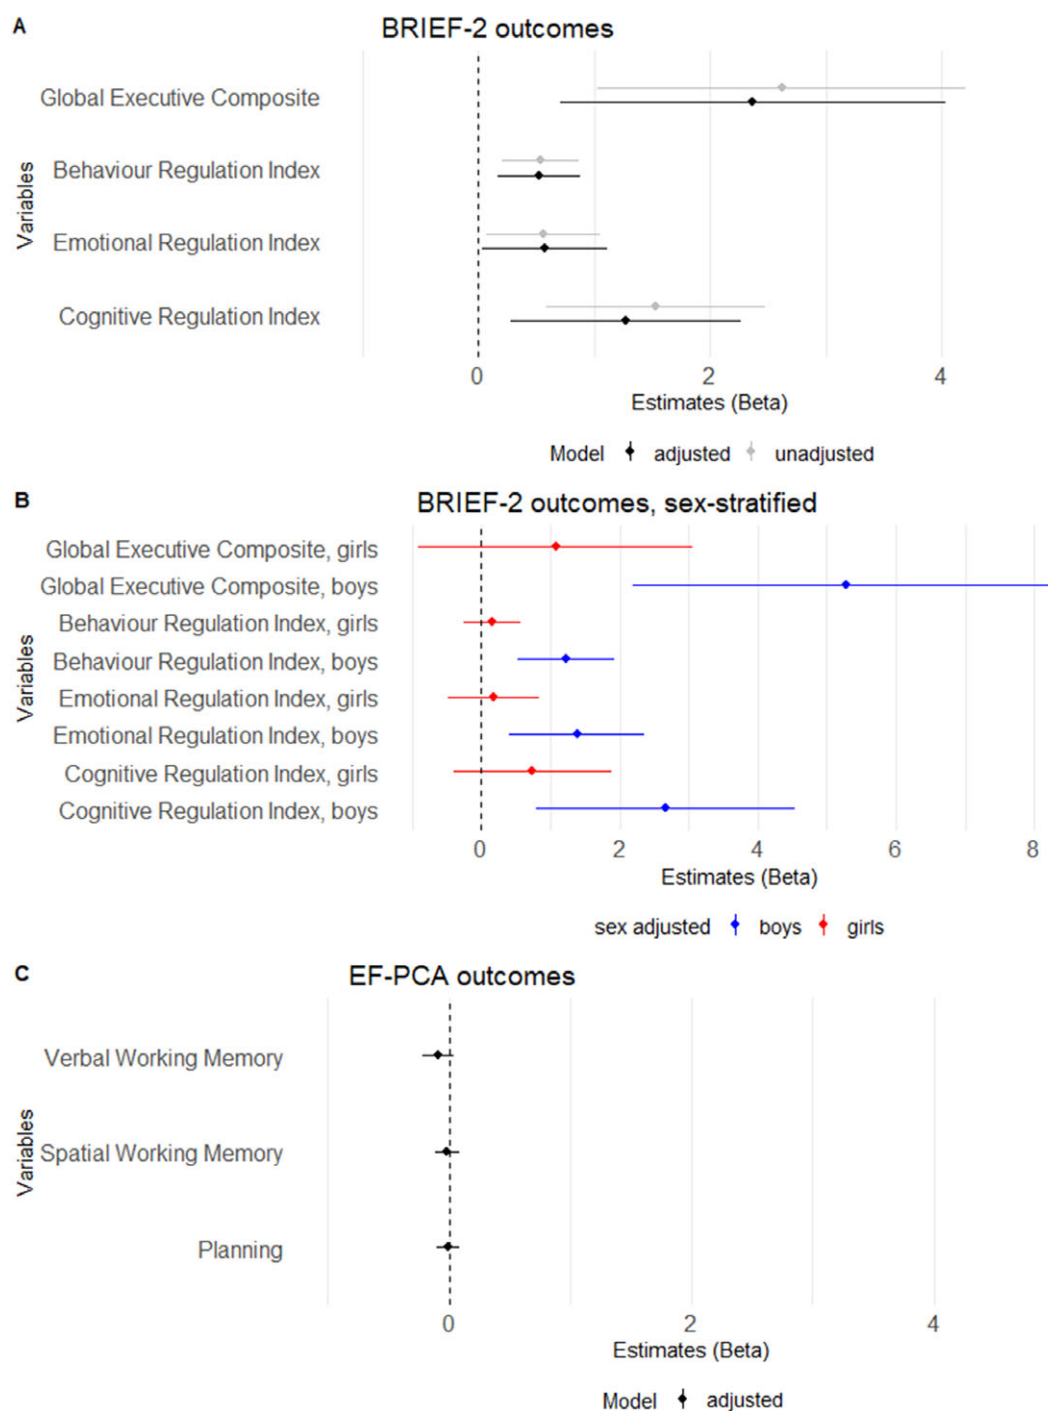 A
BRIEF-2 outcomes
Variables
Global Executive Composite
Behaviour Regulation Index
Emotional Regulation Index
Cognitive Regulation Index
0 2 4
Estimates (Beta)
Model adjusted unadjusted
B
BRIEF-2 outcomes, sex-stratified
Variables
Global Executive Composite, girls
Global Executive Composite, boys
Behaviour Regulation Index, girls
Behaviour Regulation Index, boys
Emotional Regulation Index, girls
Emotional Regulation Index, boys
Cognitive Regulation Index, girls
Cognitive Regulation Index, boys
0 2 4 6 8
Estimates (Beta)
sex adjusted boys girls
C
EF-PCA outcomes
Variables
Verbal Working Memory
Spatial Working Memory
Planning
0 2 4
Estimates (Beta)
Model adjusted